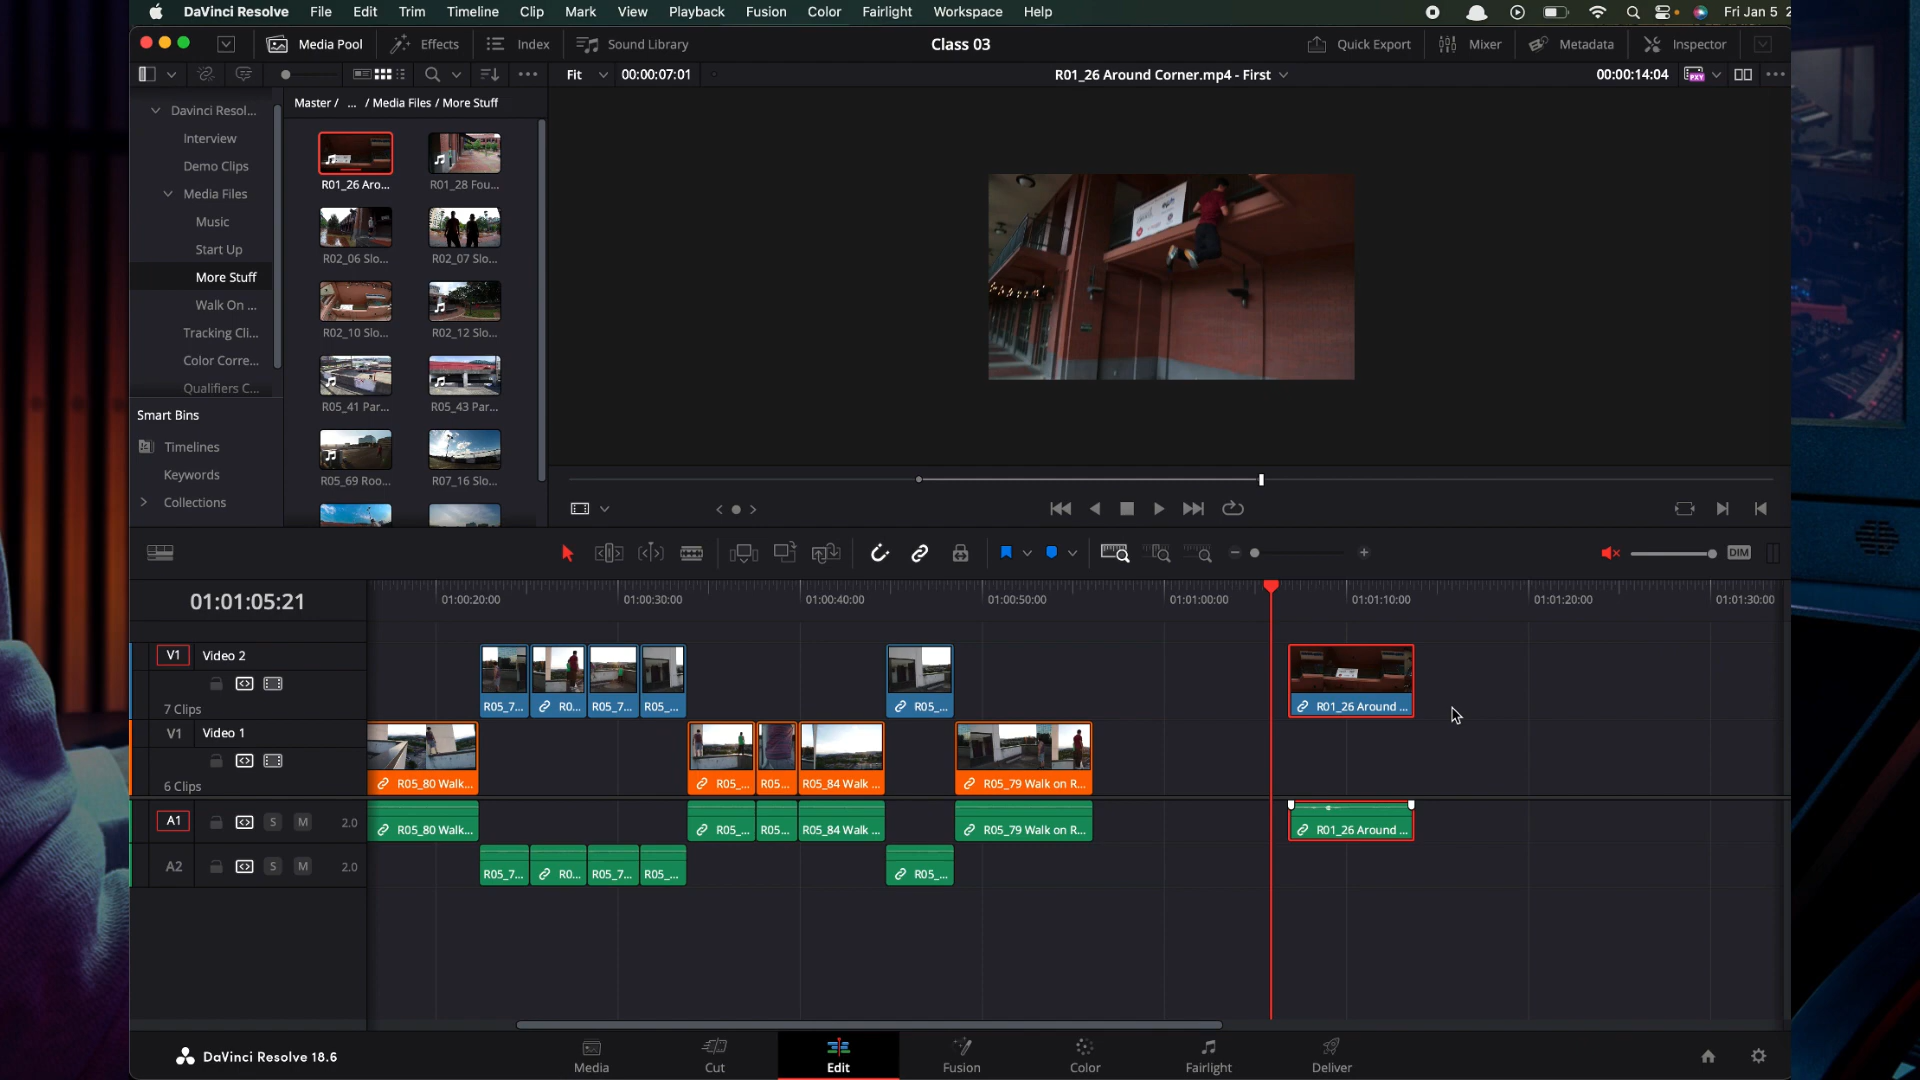 DaVinci Resolve File Edit Trim Timeline Clip Mark View Playback Fusion Color Fairlight Workspace Help Fri Jan 5 2
Media Pool Effects Index Sound Library Class 03 Quick Export Mixer Metadata Inspector
Fit 00:00:07:01 R01_26 Around Corner.mp4 - First 00:00:14:04
Master / ... / Media Files / More Stuff
Davinci Resol...
Interview
Demo Clips
Media Files
Music
Start Up
More Stuff
Walk On ...
Tracking Cli...
Color Corre...
Qualifiers C...
Smart Bins
Timelines
Keywords
Collections
R01_26 Aro... R01_28 Fou...
R02_06 Slo... R02_07 Slo...
R02_10 Slo... R02_12 Slo...
R05_41 Par... R05_43 Par...
R05_69 Roo... R07_16 Slo...
DIM
01:01:05:21
01:00:20:00 01:00:30:00 01:00:40:00 01:00:50:00 01:01:00:00 01:01:10:00 01:01:20:00 01:01:30:00
V1 Video 2
7 Clips
R05_7... R0... R05_7... R05_... R05_... R01_26 Around ...
V1 Video 1
6 Clips
R05_80 Walk... R05_... R05... R05_84 Walk ... R05_79 Walk on R...
A1 S M 2.0
R05_80 Walk... R05_... R05... R05_84 Walk ... R05_79 Walk on R... R01_26 Around ...
A2 S M 2.0
R05_7... R0... R05_7... R05_... R05_...
DaVinci Resolve 18.6
Media Cut Edit Fusion Color Fairlight Deliver